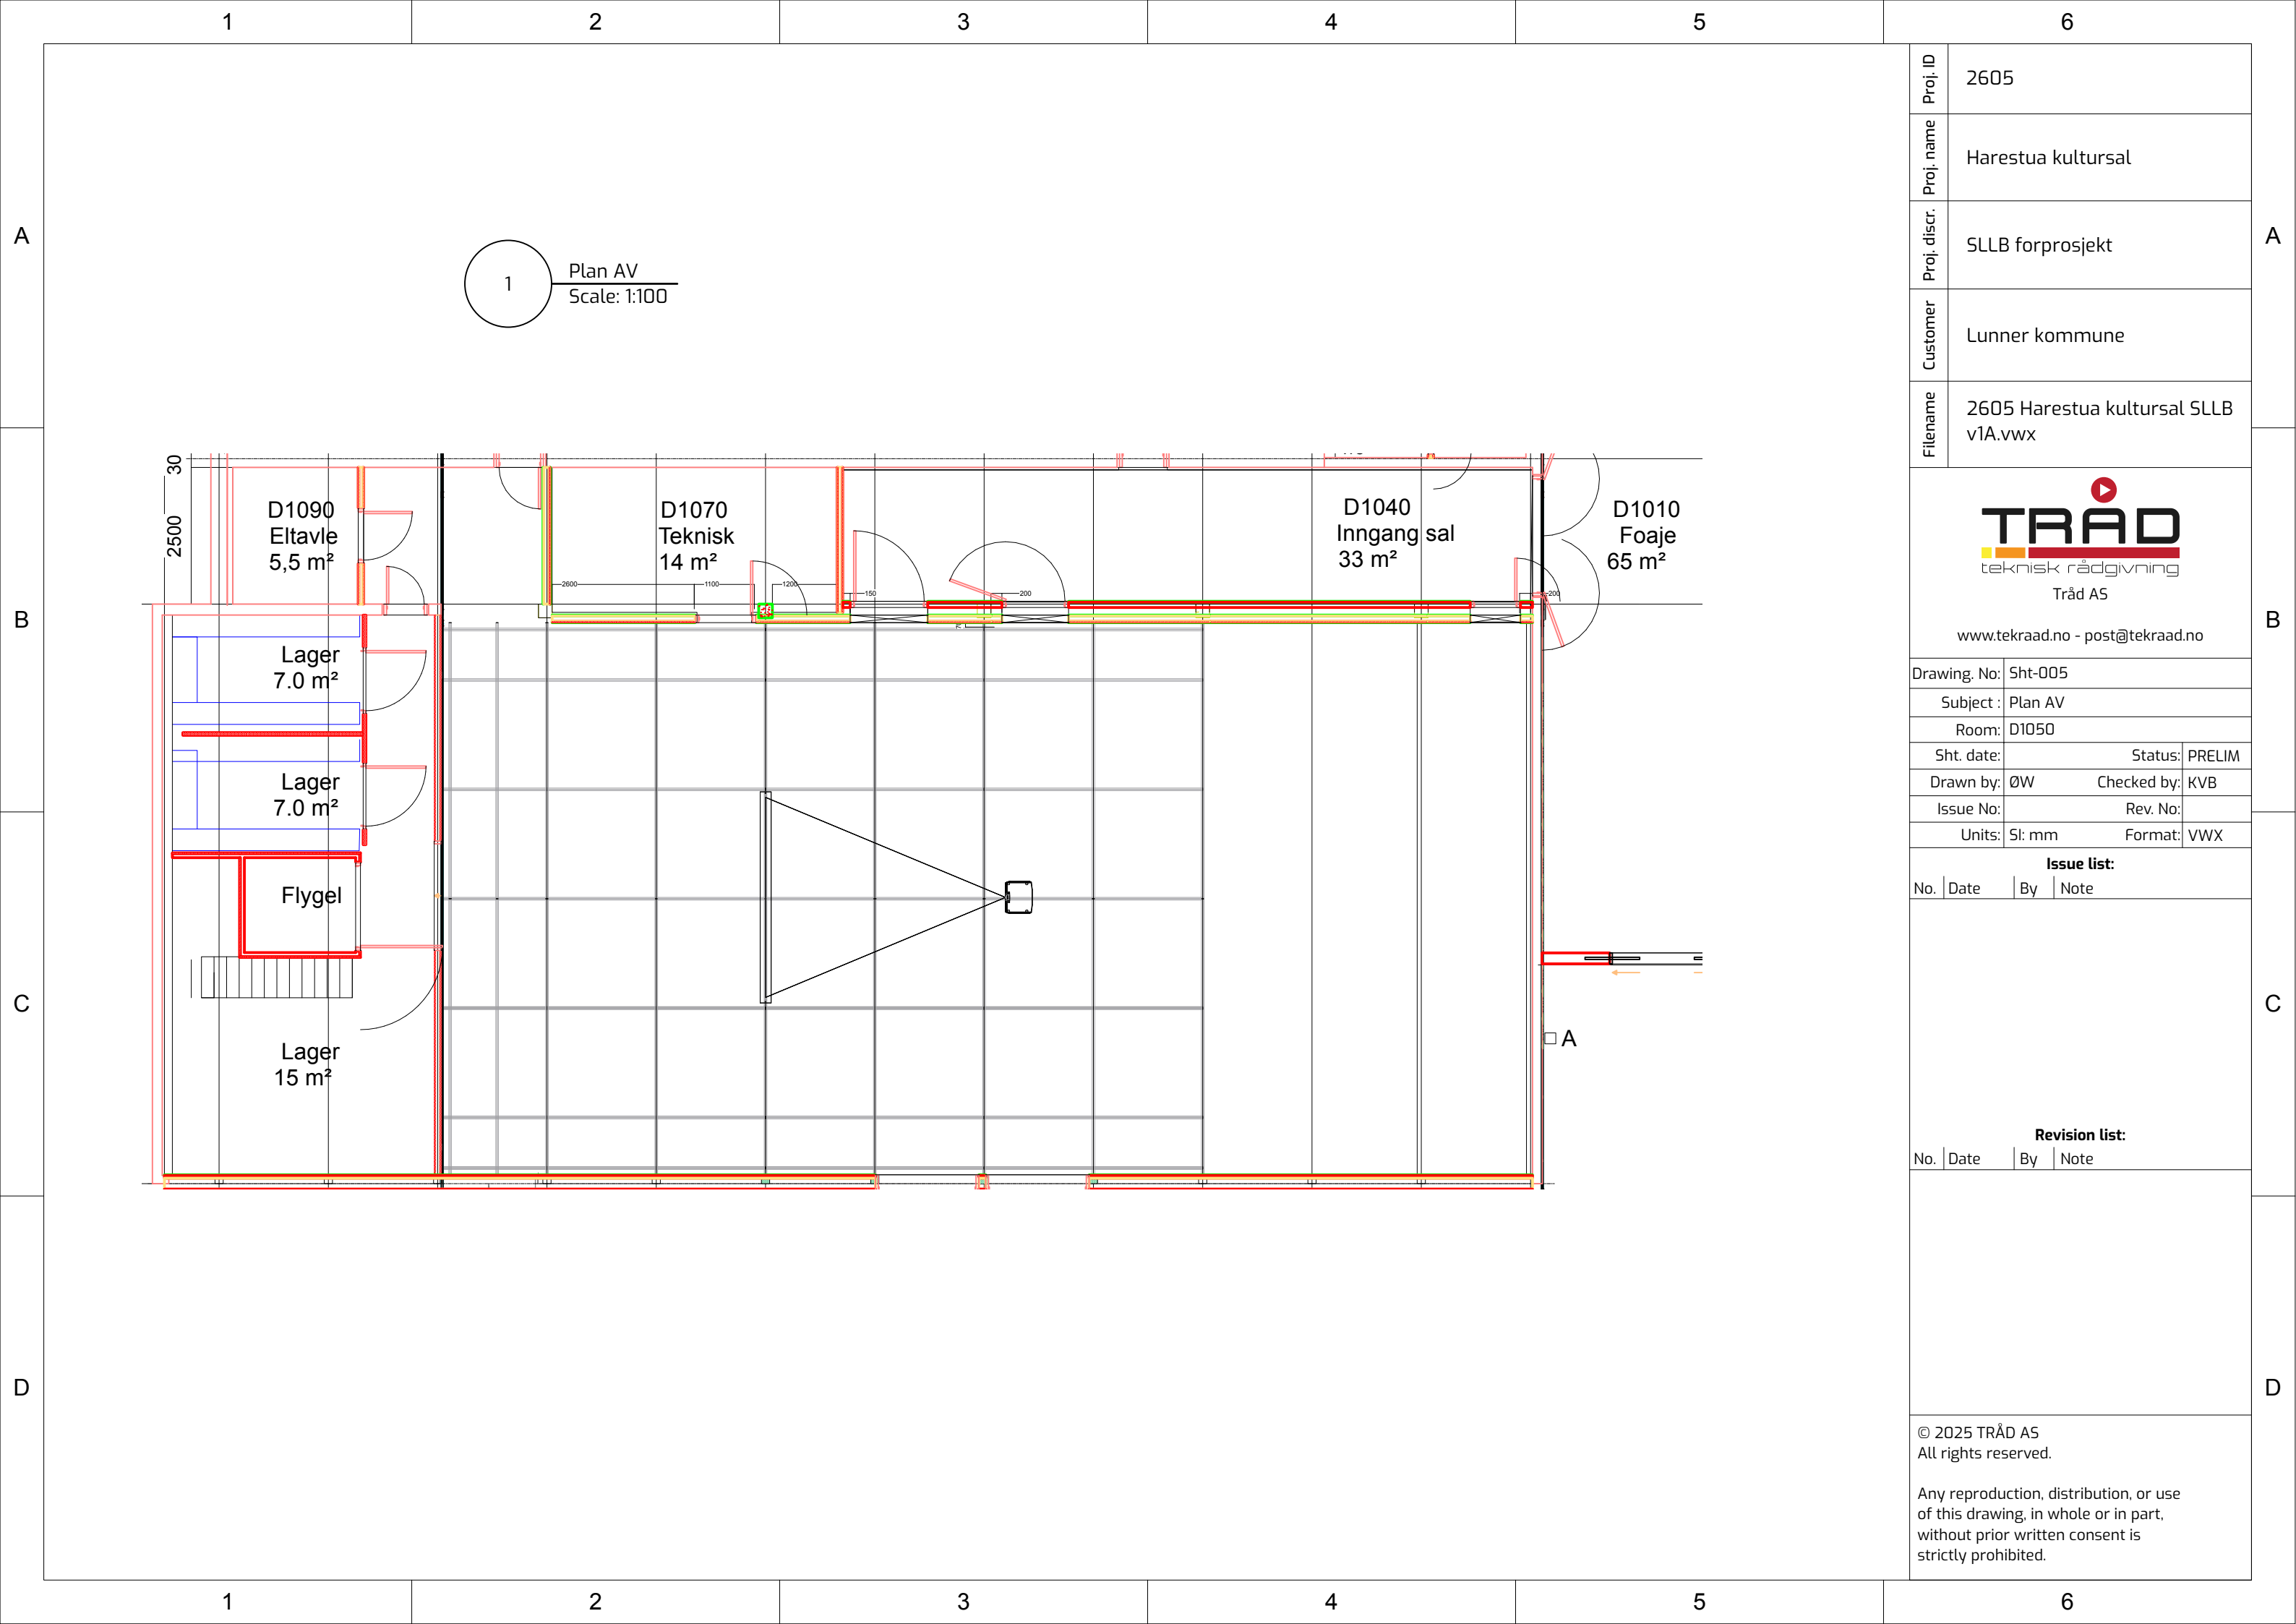 1 2 3 4 5 6
A
B
C
D
A
B
C
D
1 2 3 4 5 6
1
Plan AV
Scale: 1:100
30
2500
D1090
Eltavle
5,5 m²
D1070
Teknisk
14 m²
D1040
Inngang sal
33 m²
D1010
Foaje
65 m²
2600
1100
1200
150
200
200
Lager
7.0 m²
Lager
7.0 m²
Flygel
Lager
15 m²
A
Proj. ID 2605
Proj. name Harestua kultursal
Proj. discr. SLLB forprosjekt
Customer Lunner kommune
Filename 2605 Harestua kultursal SLLB
v1A.vwx
TRÅD
teknisk rådgivning
Tråd AS
www.tekraad.no - post@tekraad.no
Drawing. No: Sht-005
Subject : Plan AV
Room: D1050
Sht. date: Status: PRELIM
Drawn by: ØW Checked by: KVB
Issue No: Rev. No:
Units: SI: mm Format: VWX
Issue list:
No. Date By Note
Revision list:
No. Date By Note
© 2025 TRÅD AS
All rights reserved.
Any reproduction, distribution, or use
of this drawing, in whole or in part,
without prior written consent is
strictly prohibited.